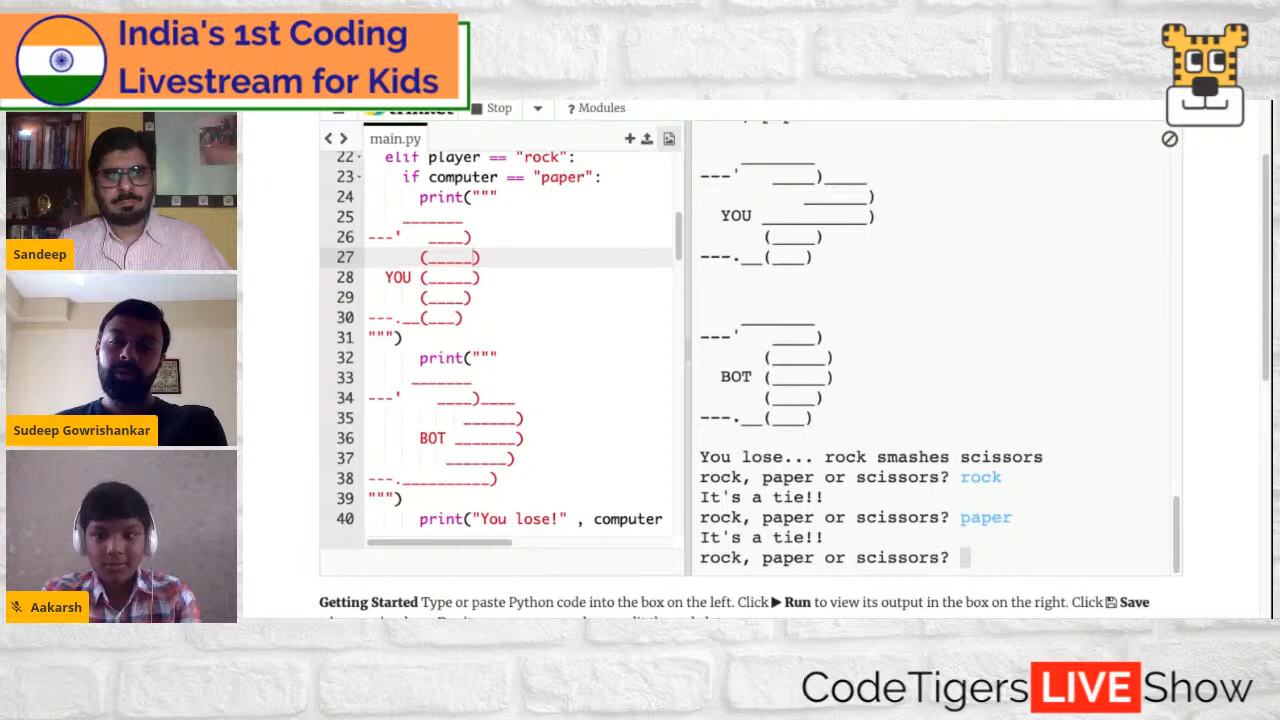 India's 1st Coding
Livestream for Kids
Sandeep
Sudeep Gowrishankar
Aakarsh
Stop
? Modules
main.py
22 elif player == "rock":
23 if computer == "paper":
24 print("""
25 _______
26 ---' ____)
27 (_____)
28 YOU (_____)
29 (____)
30 ---.__(___)
31 """)
32 print("""
33 _______
34 ---' ____)____
35 ______)
36 BOT _______)
37 _______)
38 ---.__________)
39 """)
40 print("You lose!" , computer
_______
---' ____)____
______)
YOU __________)
(____)
---.__(___)
_______
---' ____)
(_____)
BOT (_____)
(____)
---.__(___)
You lose... rock smashes scissors
rock, paper or scissors? rock
It's a tie!!
rock, paper or scissors? paper
It's a tie!!
rock, paper or scissors?
Getting Started Type or paste Python code into the box on the left. Click Run to view its output in the box on the right. Click Save
CodeTigers LIVE Show